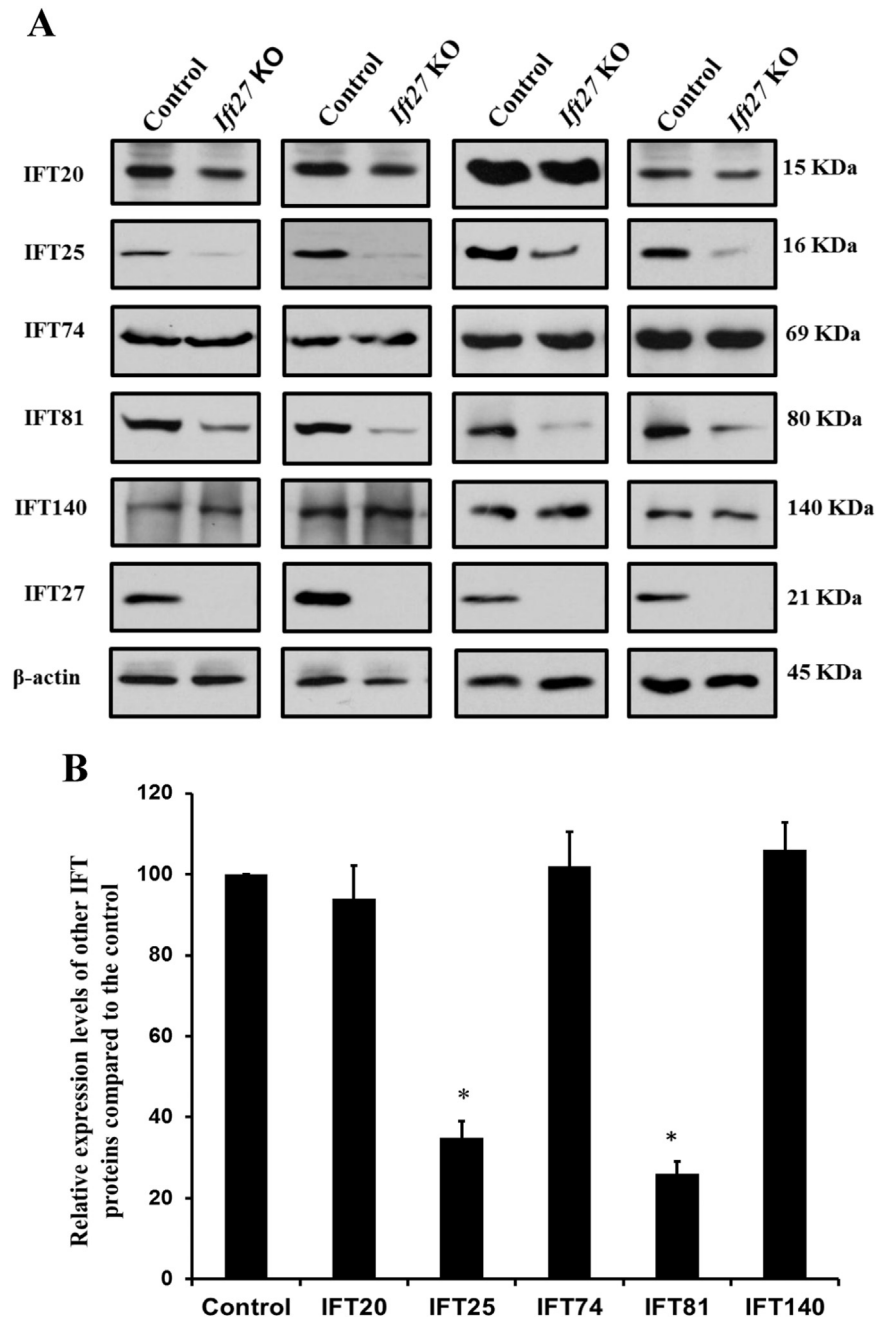 A
Control Ift27 KO Control Ift27 KO Control Ift27 KO Control Ift27 KO
IFT20 15 KDa
IFT25 16 KDa
IFT74 69 KDa
IFT81 80 KDa
IFT140 140 KDa
IFT27 21 KDa
β-actin 45 KDa
B
Relative expression levels of other IFT
proteins compared to the control
120
100
80
60
40
20
0
*
*
Control IFT20 IFT25 IFT74 IFT81 IFT140